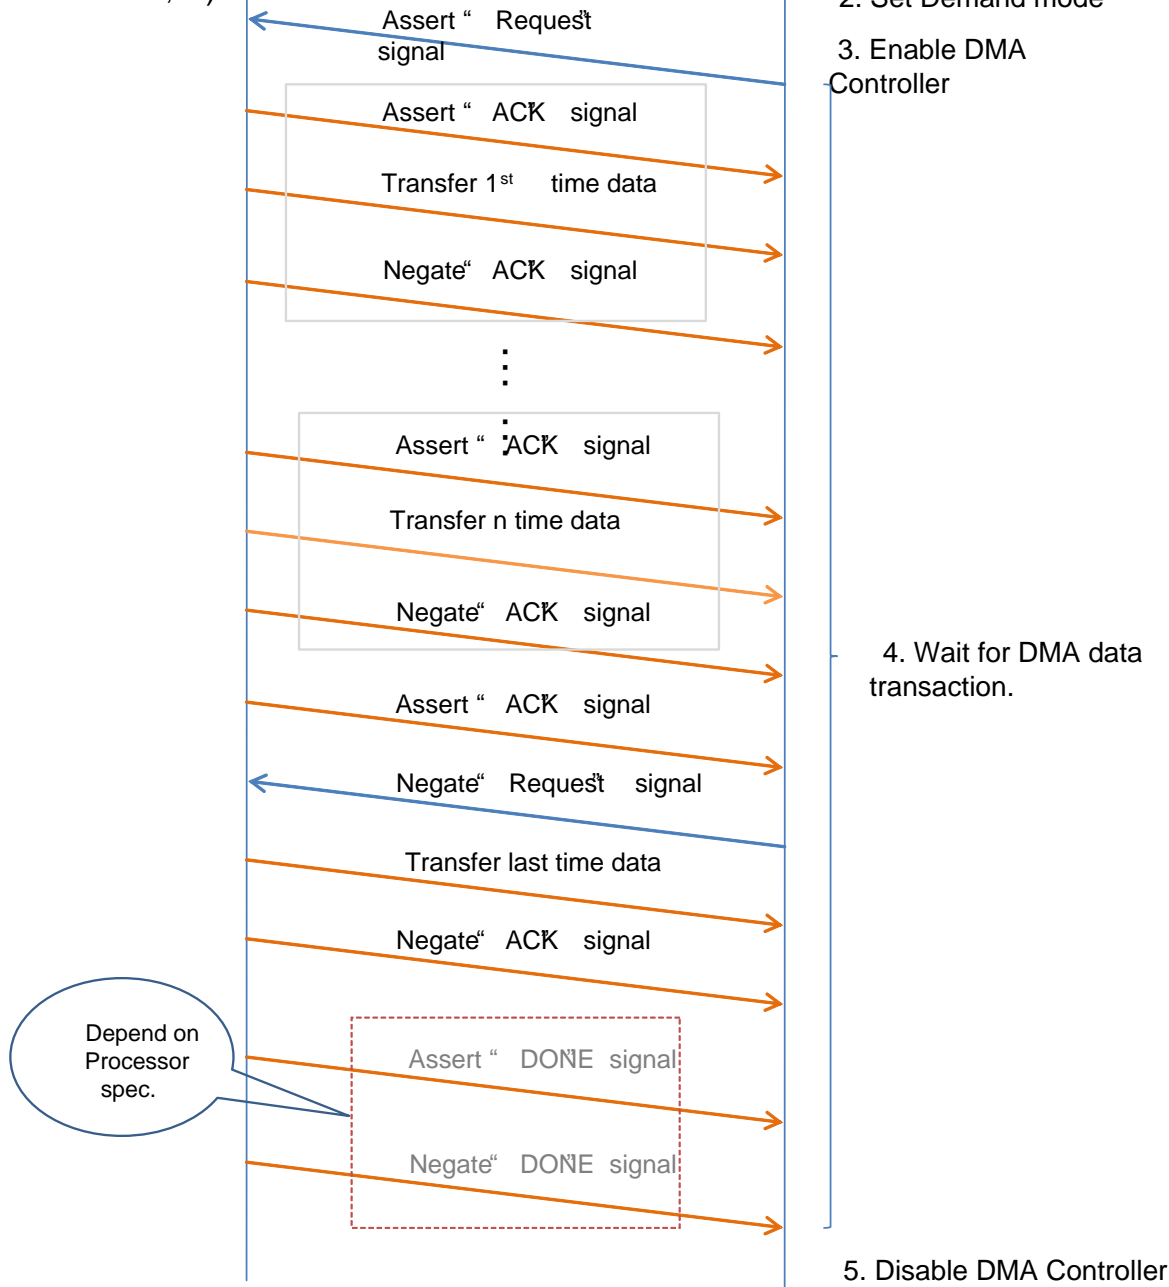 2. Set Demand mode
Assert “ Request”
signal
3. Enable DMA
Controller
Assert “ ACK” signal
Transfer 1st time data
Negate“ ACK” signal
Assert “ ACK” signal
Transfer n time data
Negate“ ACK” signal
4. Wait for DMA data
transaction.
Assert “ ACK” signal
Negate“ Request” signal
Transfer last time data
Negate“ ACK” signal
Depend on
Processor
spec.
Assert “ DONE” signal
Negate“ DONE” signal
5. Disable DMA Controller